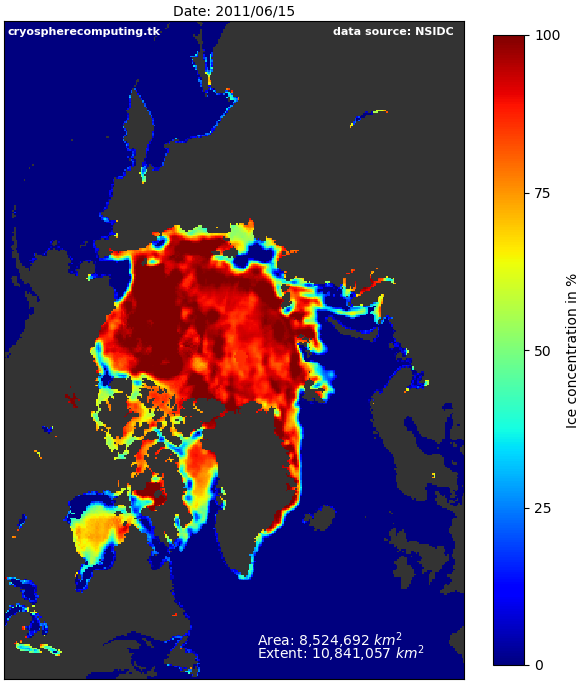 Date: 2011/06/15
cryospherecomputing.tk
data source: NSIDC
100
75
50
25
0
Ice concentration in %
Area: 8,524,692 km²
Extent: 10,841,057 km²